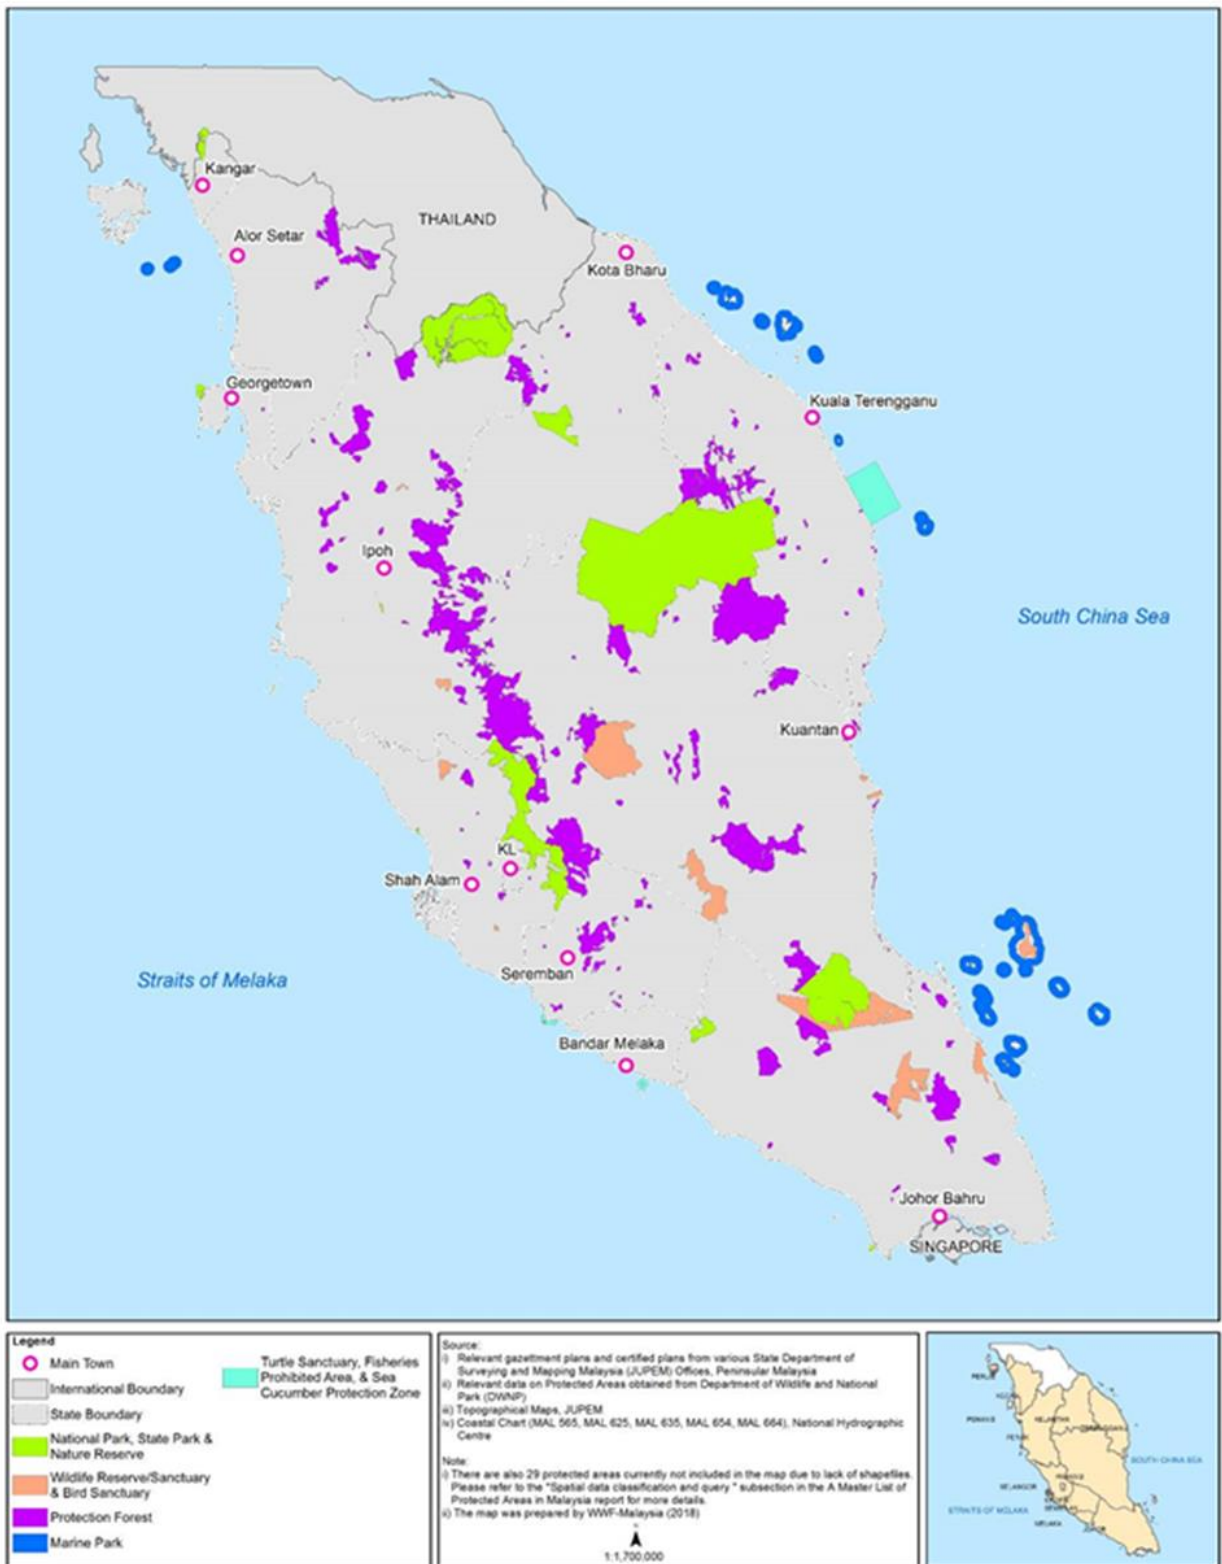 Kangar
THAILAND
Alor Setar
Kota Bharu
Georgetown
Kuala Terengganu
Ipoh
South China Sea
Kuantan
KL
Shah Alam
Straits of Melaka
Seremban
Bandar Melaka
Johor Bahru
SINGAPORE
Legend
Main Town
International Boundary
State Boundary
National Park, State Park &
Nature Reserve
Wildlife Reserve/Sanctuary
& Bird Sanctuary
Protection Forest
Marine Park
Turtle Sanctuary, Fisheries
Prohibited Area, & Sea
Cucumber Protection Zone
Source:
i) Relevant gazettment plans and certified plans from various State Department of
Surveying and Mapping Malaysia (JUPEM) Offices, Peninsular Malaysia
ii) Relevant data on Protected Areas obtained from Department of Wildlife and National
Park (DWNP)
iii) Topographical Maps, JUPEM
iv) Coastal Chart (MAL 565, MAL 625, MAL 635, MAL 654, MAL 664), National Hydrographic
Centre
Note:
i) There are also 29 protected areas currently not included in the map due to lack of shapefiles.
Please refer to the "Spatial data classification and query " subsection in the A Master List of
Protected Areas in Malaysia report for more details.
ii) The map was prepared by WWF-Malaysia (2018)
1:1,700,000
SOUTH CHINA SEA
SELANGOR
STRAITS OF MELAKA
MELAKA